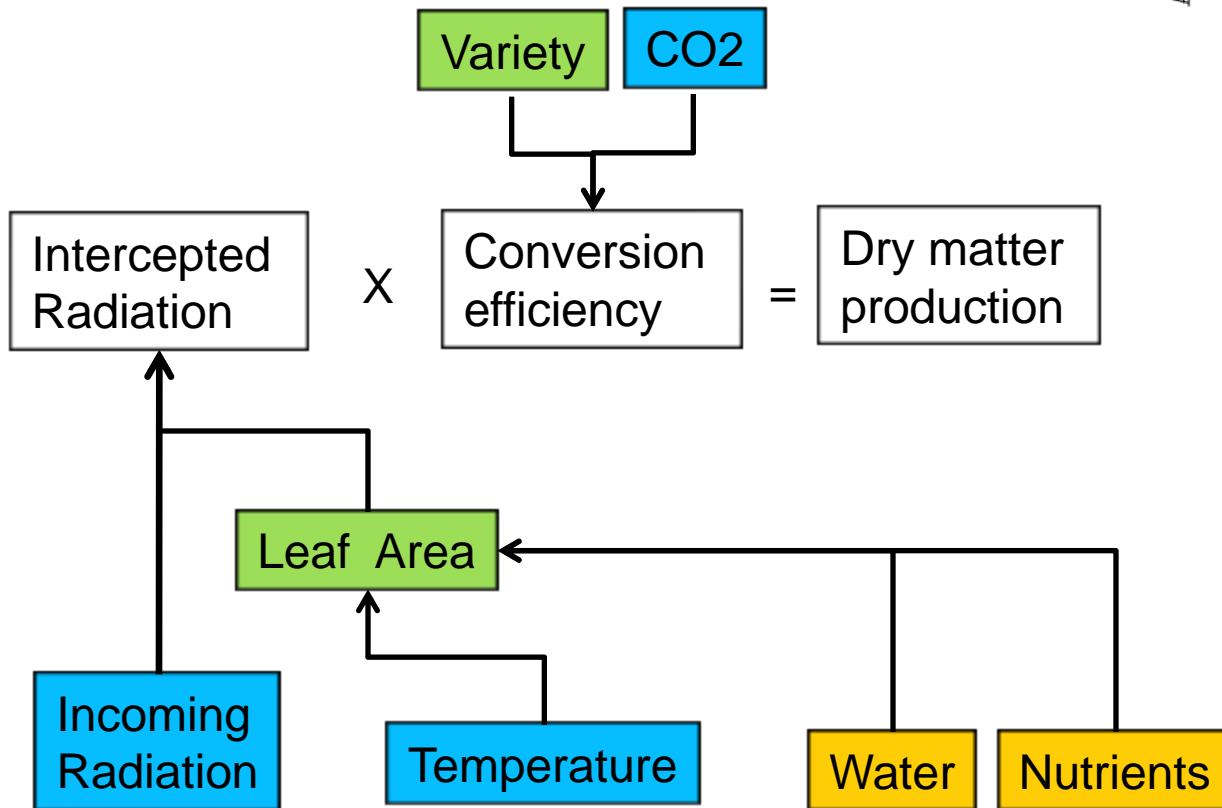 Variety
CO2
Intercepted
Radiation
X
Conversion
efficiency
=
Dry matter
production
Leaf Area
Incoming
Radiation
Temperature
Water
Nutrients